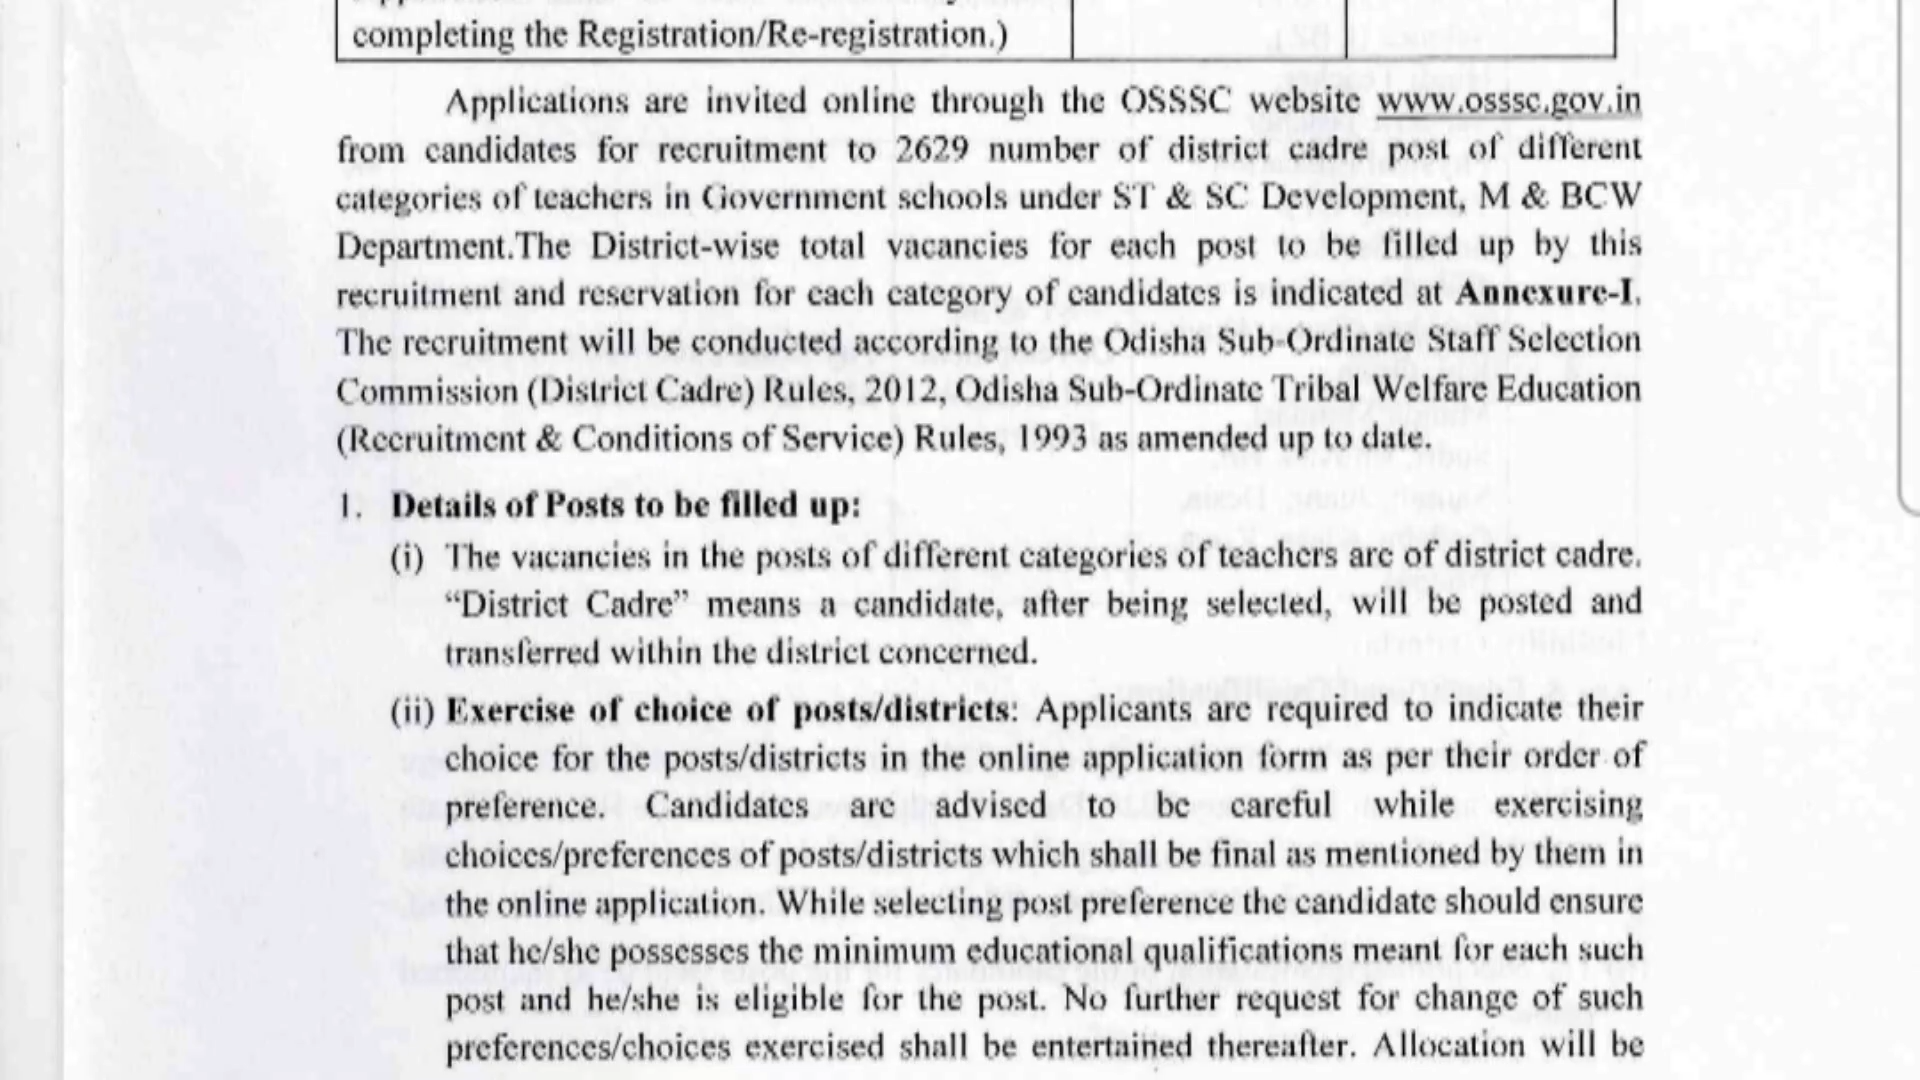 completing the Registration/Re-registration.)
Applications are invited online through the OSSSC website www.osssc.gov.in
from candidates for recruitment to 2629 number of district cadre post of different
categories of teachers in Government schools under ST & SC Development, M & BCW
Department.The District-wise total vacancies for each post to be filled up by this
recruitment and reservation for each category of candidates is indicated at Annexure-I.
The recruitment will be conducted according to the Odisha Sub-Ordinate Staff Selection
Commission (District Cadre) Rules, 2012, Odisha Sub-Ordinate Tribal Welfare Education
(Recruitment & Conditions of Service) Rules, 1993 as amended up to date.
1. Details of Posts to be filled up:
(i) The vacancies in the posts of different categories of teachers are of district cadre.
“District Cadre” means a candidate, after being selected, will be posted and
transferred within the district concerned.
(ii) Exercise of choice of posts/districts: Applicants are required to indicate their
choice for the posts/districts in the online application form as per their order of
preference. Candidates are advised to be careful while exercising
choices/preferences of posts/districts which shall be final as mentioned by them in
the online application. While selecting post preference the candidate should ensure
that he/she possesses the minimum educational qualifications meant for each such
post and he/she is eligible for the post. No further request for change of such
preferences/choices exercised shall be entertained thereafter. Allocation will be